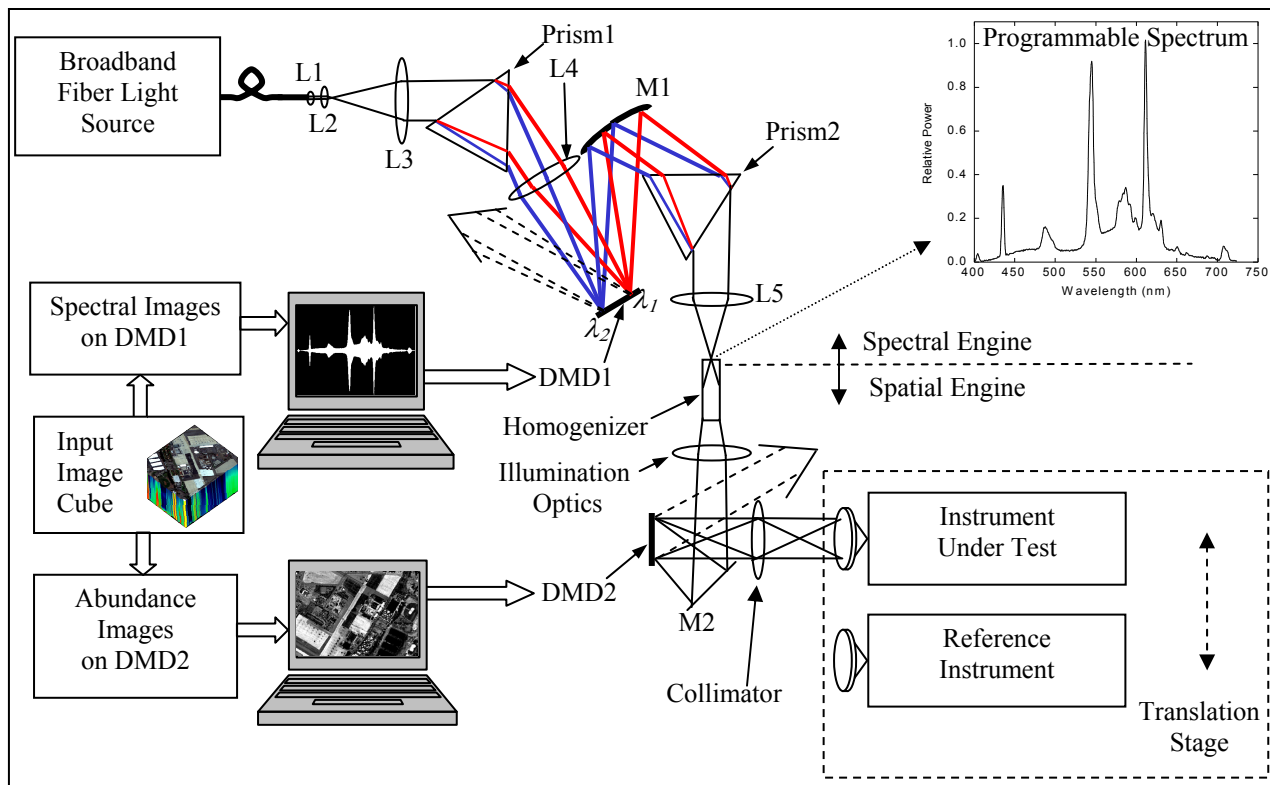 Broadband
Fiber Light
Source
L1
L2
L3
Prism1
L4
M1
Prism2
Programmable Spectrum
Relative Power
1.0
0.8
0.6
0.4
0.2
0.0
400 450 500 550 600 650 700 750
Wavelength (nm)
λ1
λ2
L5
Spectral Images
on DMD1
DMD1
Spectral Engine
Spatial Engine
Input
Image
Cube
Homogenizer
Illumination
Optics
Abundance
Images
on DMD2
DMD2
M2
Collimator
Instrument
Under Test
Reference
Instrument
Translation
Stage